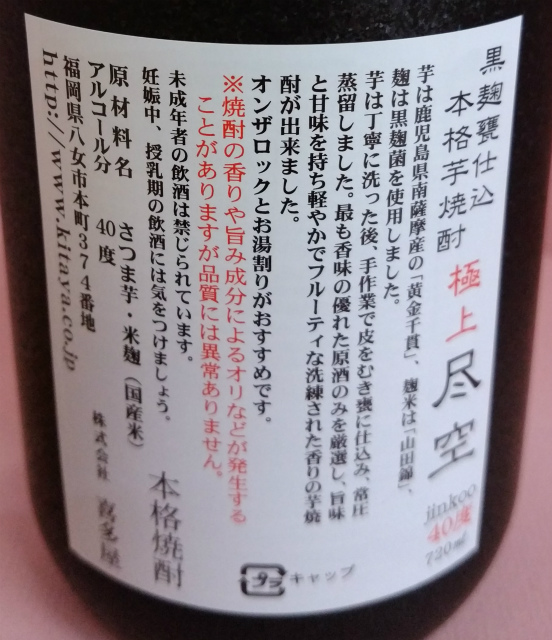 黒麹甕仕込
本格芋焼酎
極上 尽空
jinkoo
40度
720ml
芋は鹿児島県南薩摩産の「黄金千貫」、麹米は「山田錦」、
麹は黒麹菌を使用しました。
芋は丁寧に洗った後、手作業で皮をむき甕に仕込み、常圧
蒸留しました。最も香味の優れた原酒のみを厳選し、旨味
と甘味を持ち軽やかでフルーティな洗練された香りの芋焼
酎が出来ました。
オンザロックとお湯割りがおすすめです。
※焼酎の香りや旨み成分によるオリなどが発生する
ことがありますが品質には異常ありません。
未成年者の飲酒は禁じられています。
妊娠中、授乳期の飲酒には気をつけましょう。
原材料名 さつま芋・米麹（国産米）
アルコール分 40度
本格焼酎
福岡県八女市本町374番地
株式会社 喜多屋
http://www.kitaya.co.jp
プラ キャップ